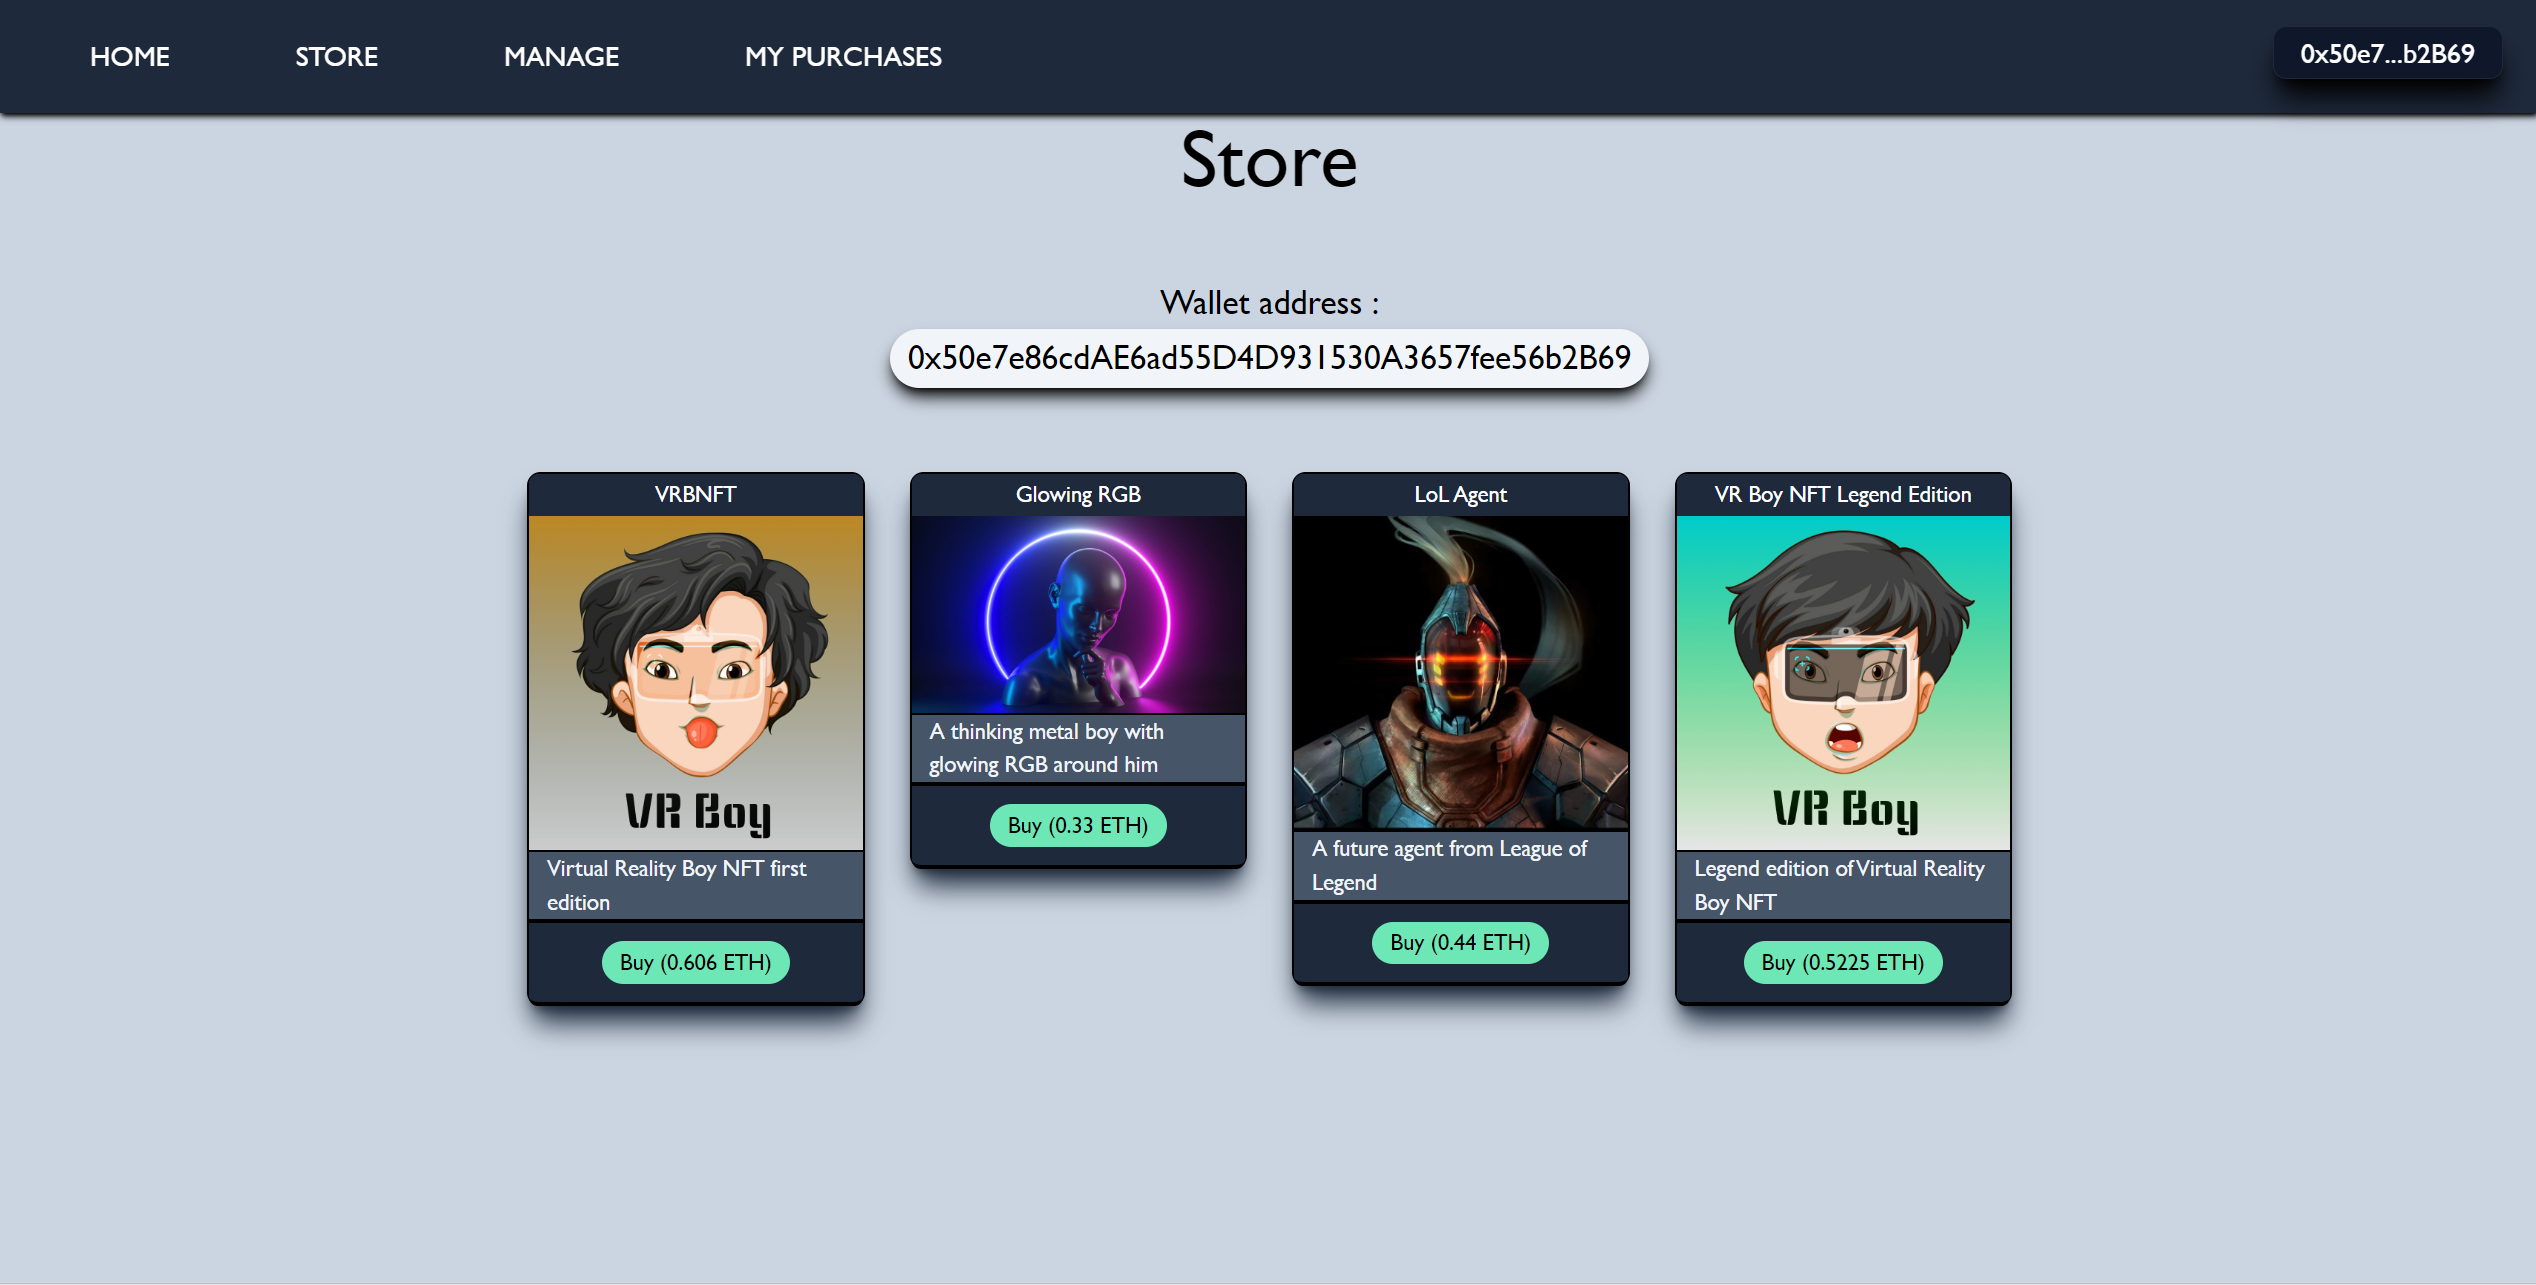 HOME STORE MANAGE MY PURCHASES 0x50e7...b2B69
Store
Wallet address :
0x50e7e86cdAE6ad55D4D931530A3657fee56b2B69
VRBNFT
VR Boy
Virtual Reality Boy NFT first
edition
Buy (0.606 ETH)
Glowing RGB
A thinking metal boy with
glowing RGB around him
Buy (0.33 ETH)
LoL Agent
A future agent from League of
Legend
Buy (0.44 ETH)
VR Boy NFT Legend Edition
VR Boy
Legend edition of Virtual Reality
Boy NFT
Buy (0.5225 ETH)